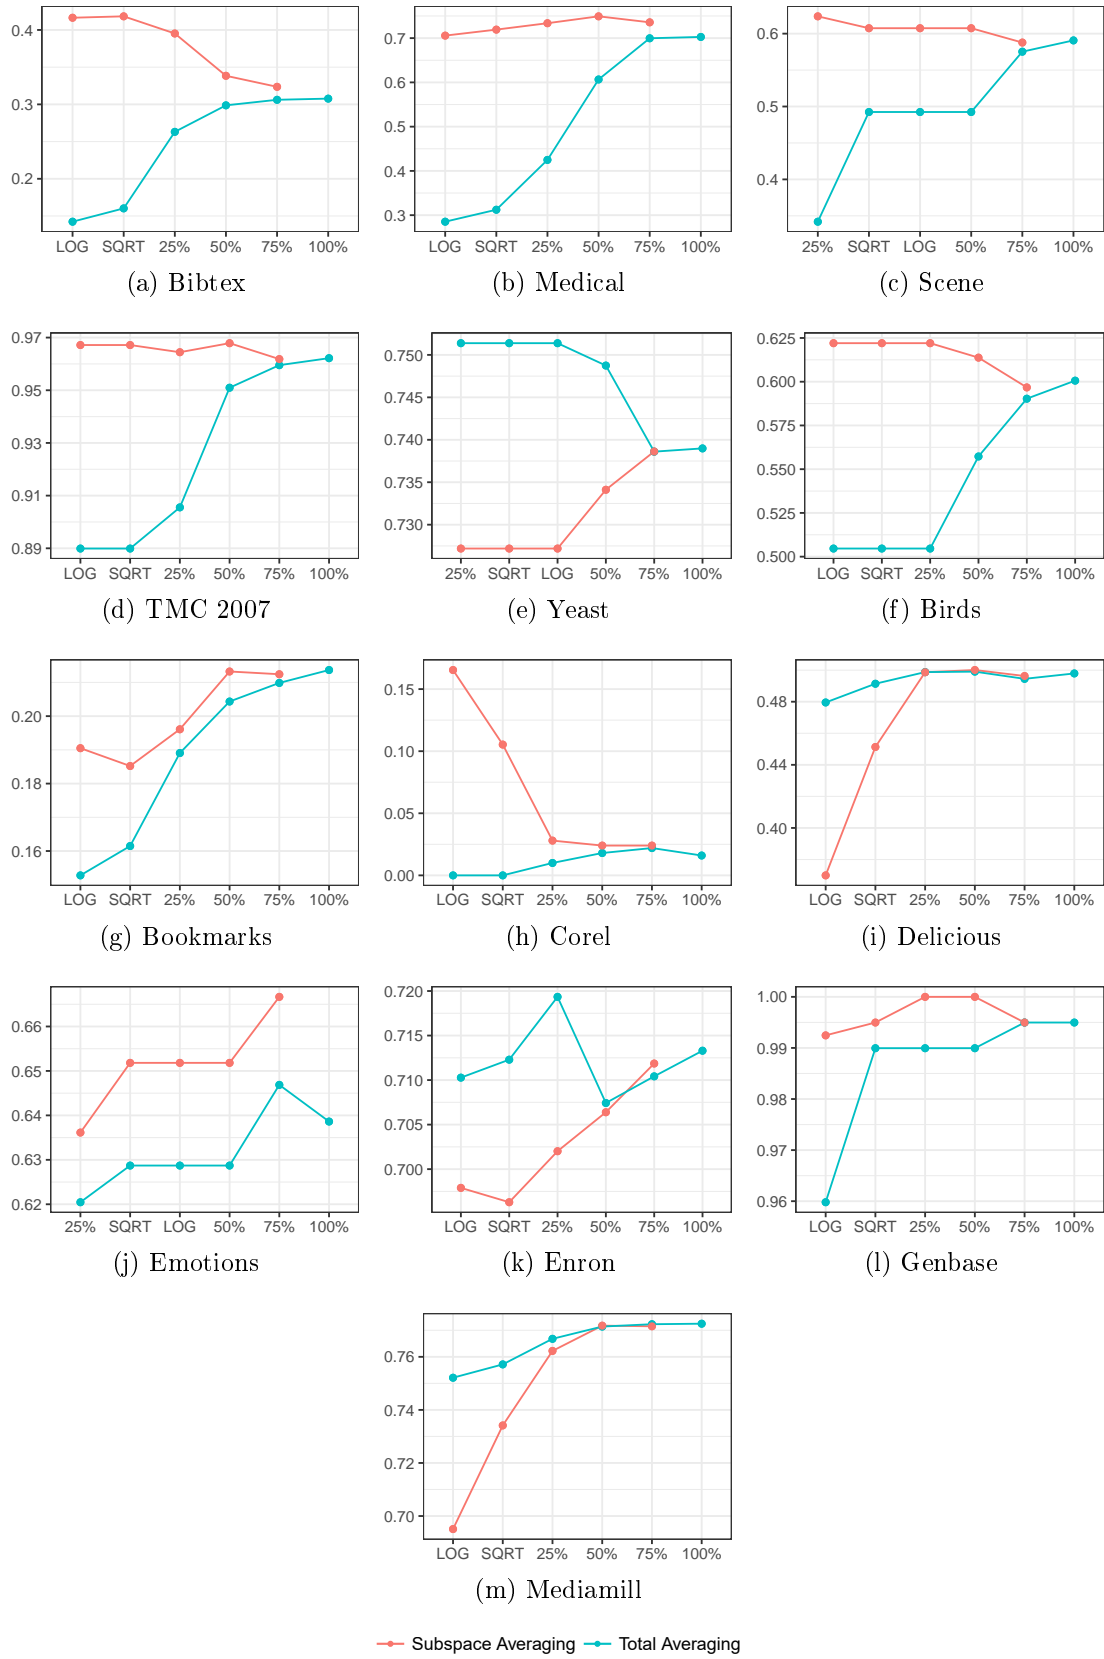 0.4
0.3
0.2
LOG SQRT 25% 50% 75% 100%
(a) Bibtex
0.7
0.6
0.5
0.4
0.3
LOG SQRT 25% 50% 75% 100%
(b) Medical
0.6
0.5
0.4
25% SQRT LOG 50% 75% 100%
(c) Scene
0.97
0.95
0.93
0.91
0.89
LOG SQRT 25% 50% 75% 100%
(d) TMC 2007
0.750
0.745
0.740
0.735
0.730
25% SQRT LOG 50% 75% 100%
(e) Yeast
0.625
0.600
0.575
0.550
0.525
0.500
LOG SQRT 25% 50% 75% 100%
(f) Birds
0.20
0.18
0.16
LOG SQRT 25% 50% 75% 100%
(g) Bookmarks
0.15
0.10
0.05
0.00
LOG SQRT 25% 50% 75% 100%
(h) Corel
0.48
0.44
0.40
LOG SQRT 25% 50% 75% 100%
(i) Delicious
0.66
0.65
0.64
0.63
0.62
25% SQRT LOG 50% 75% 100%
(j) Emotions
0.720
0.715
0.710
0.705
0.700
LOG SQRT 25% 50% 75% 100%
(k) Enron
1.00
0.99
0.98
0.97
0.96
LOG SQRT 25% 50% 75% 100%
(l) Genbase
0.76
0.74
0.72
0.70
LOG SQRT 25% 50% 75% 100%
(m) Mediamill
Subspace Averaging Total Averaging